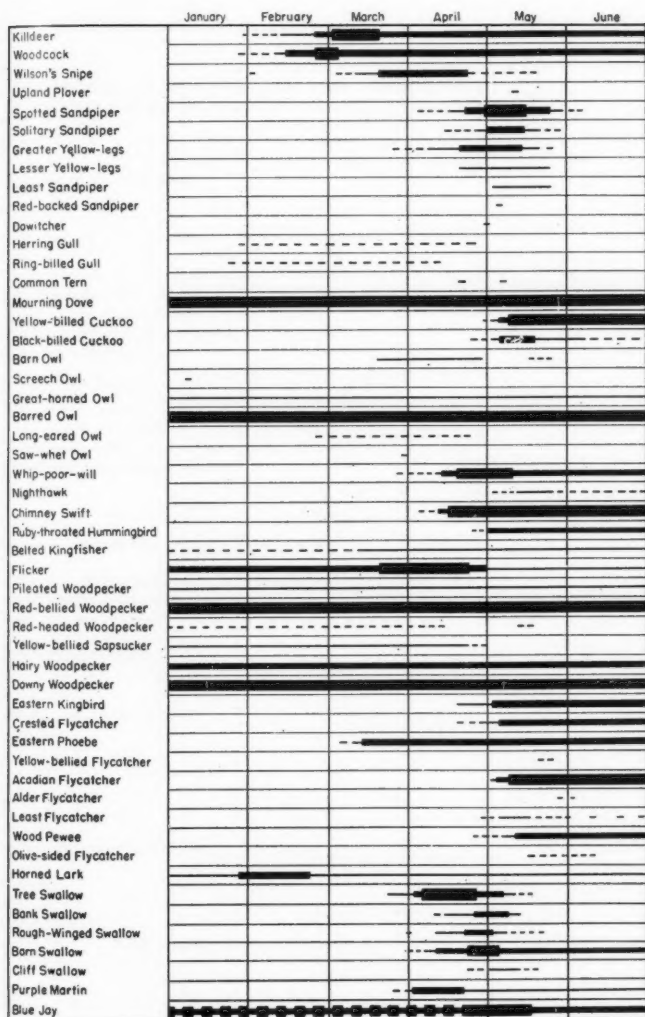 January February March April May June
Killdeer
Woodcock
Wilson's Snipe
Upland Plover
Spotted Sandpiper
Solitary Sandpiper
Greater Yellow-legs
Lesser Yellow-legs
Least Sandpiper
Red-backed Sandpiper
Dowitcher
Herring Gull
Ring-billed Gull
Common Tern
Mourning Dove
Yellow-billed Cuckoo
Black-billed Cuckoo
Barn Owl
Screech Owl
Great-horned Owl
Barred Owl
Long-eared Owl
Saw-whet Owl
Whip-poor-will
Nighthawk
Chimney Swift
Ruby-throated Hummingbird
Belted Kingfisher
Flicker
Pileated Woodpecker
Red-bellied Woodpecker
Red-headed Woodpecker
Yellow-bellied Sapsucker
Hairy Woodpecker
Downy Woodpecker
Eastern Kingbird
Crested Flycatcher
Eastern Phoebe
Yellow-bellied Flycatcher
Acadian Flycatcher
Alder Flycatcher
Least Flycatcher
Wood Pewee
Olive-sided Flycatcher
Horned Lark
Tree Swallow
Bank Swallow
Rough-Winged Swallow
Barn Swallow
Cliff Swallow
Purple Martin
Blue Jay